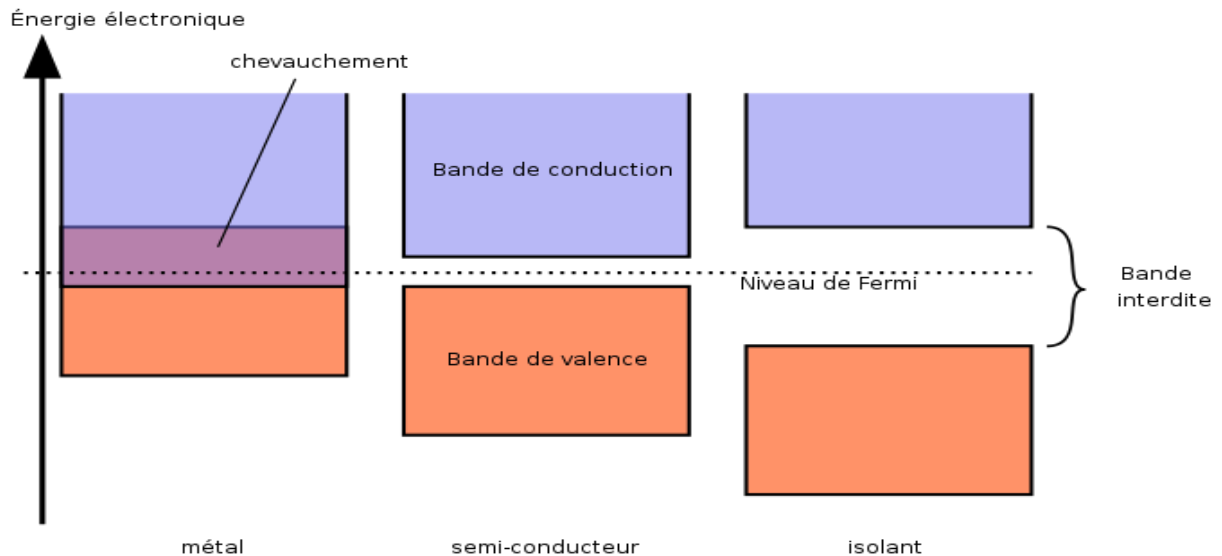 Énergie électronique
chevauchement
Bande de conduction
Niveau de Fermi
Bande
interdite
Bande de valence
métal
semi-conducteur
isolant